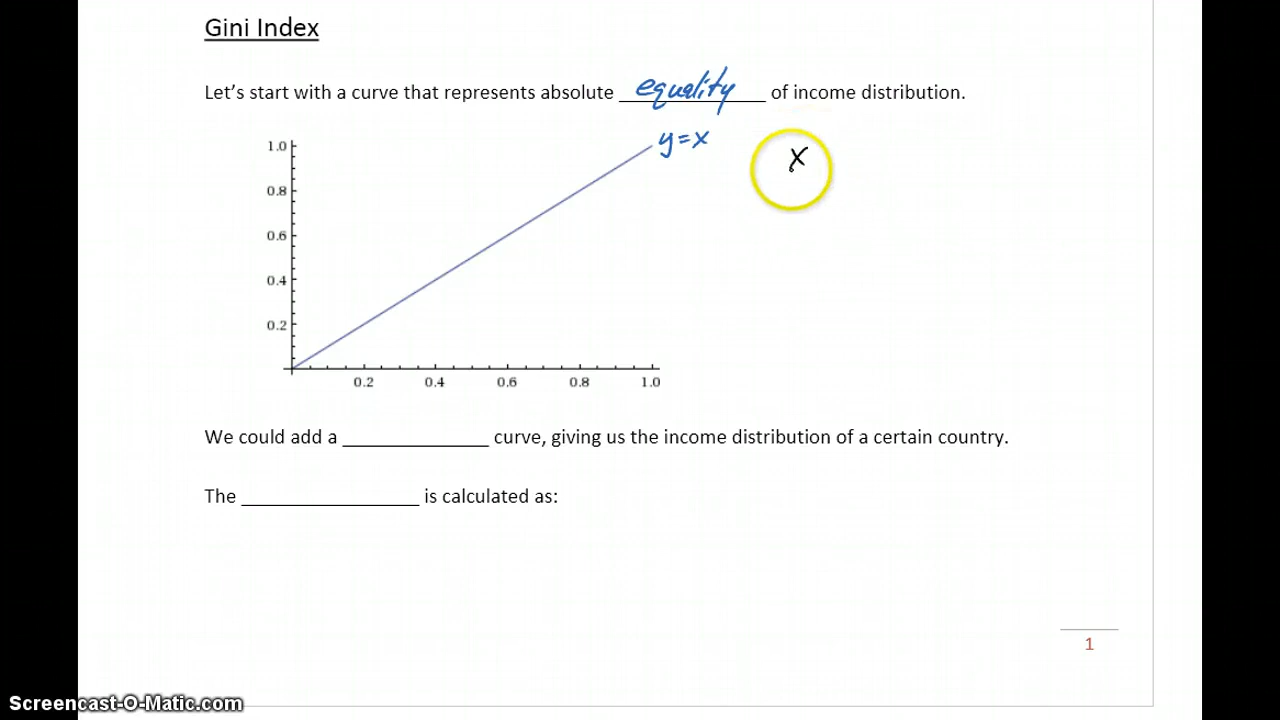 Gini Index
Let's start with a curve that represents absolute equality of income distribution.
y=x
x
1.0
0.8
0.6
0.4
0.2
0.2 0.4 0.6 0.8 1.0
We could add a ______________ curve, giving us the income distribution of a certain country.
The _________________ is calculated as:
1
Screencast-O-Matic.com